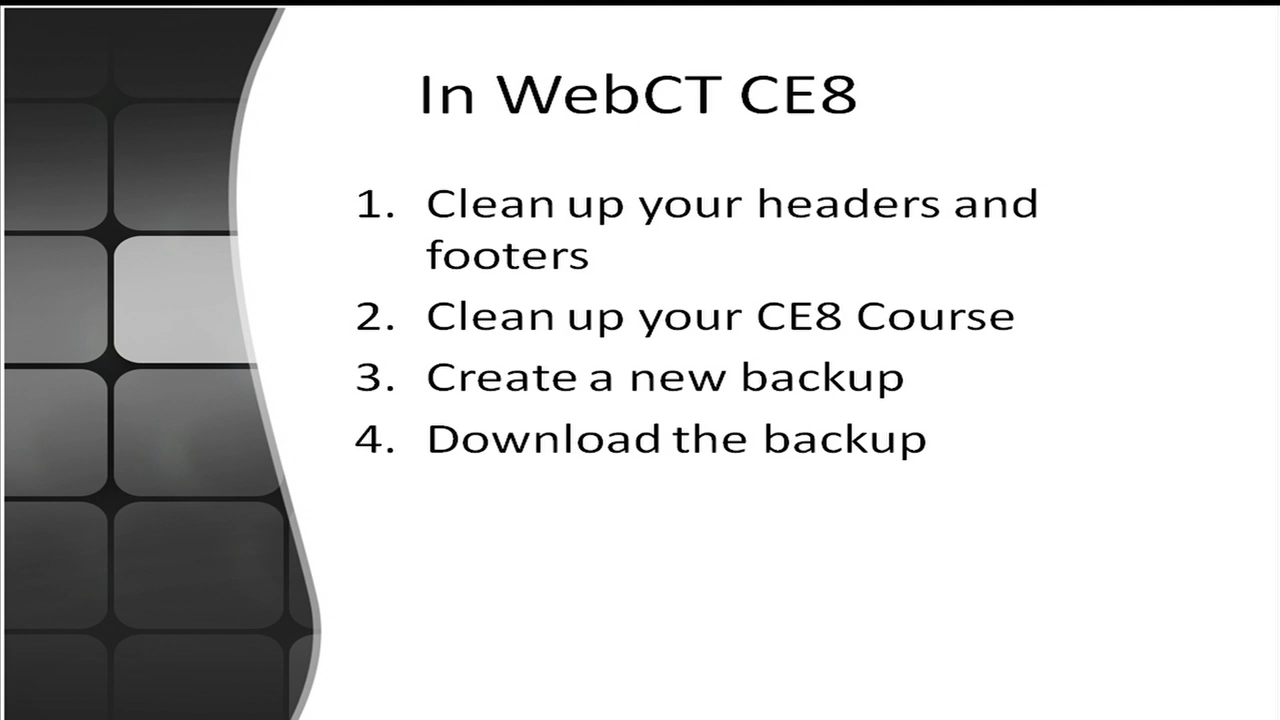 In WebCT CE8
1. Clean up your headers and
footers
2. Clean up your CE8 Course
3. Create a new backup
4. Download the backup